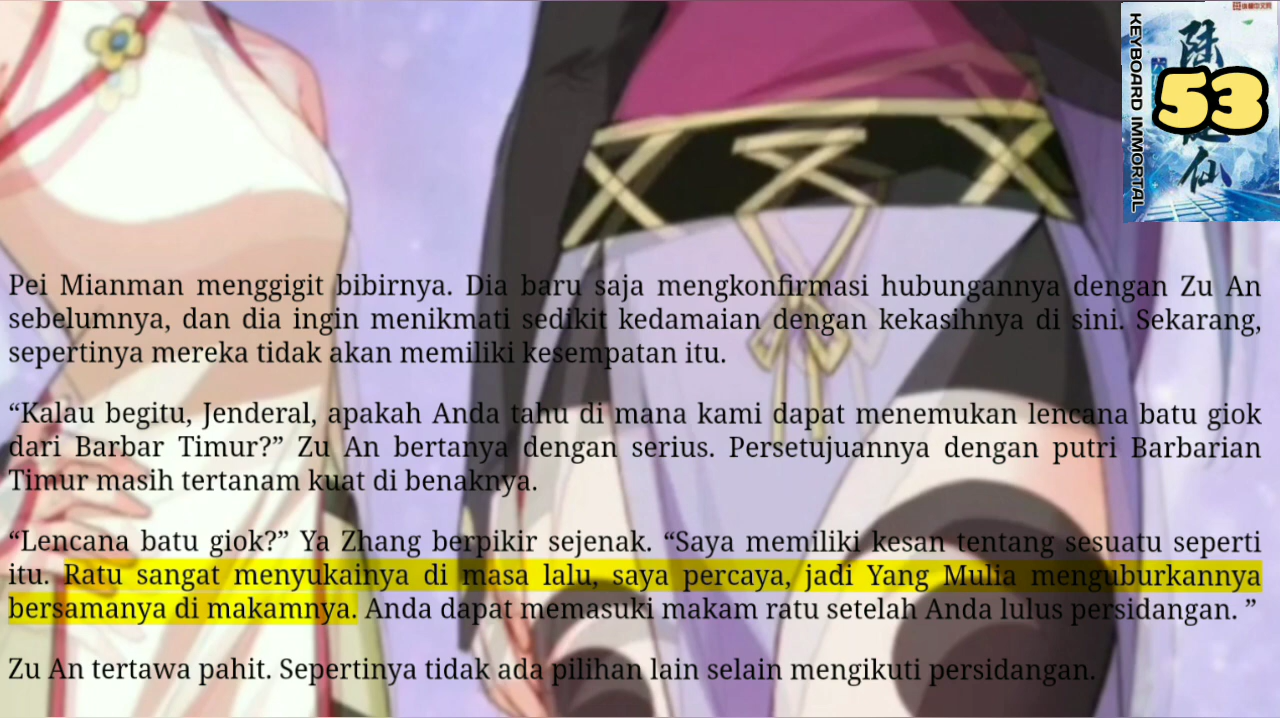 KEYBOARD IMMORTAL
53
仙
Pei Mianman menggigit bibirnya. Dia baru saja mengkonfirmasi hubungannya dengan Zu An
sebelumnya, dan dia ingin menikmati sedikit kedamaian dengan kekasihnya di sini. Sekarang,
sepertinya mereka tidak akan memiliki kesempatan itu.
“Kalau begitu, Jenderal, apakah Anda tahu di mana kami dapat menemukan lencana batu giok
dari Barbar Timur?” Zu An bertanya dengan serius. Persetujuannya dengan putri Barbarian
Timur masih tertanam kuat di benaknya.
“Lencana batu giok?” Ya Zhang berpikir sejenak. “Saya memiliki kesan tentang sesuatu seperti
itu. Ratu sangat menyukainya di masa lalu, saya percaya, jadi Yang Mulia menguburkannya
bersamanya di makamnya. Anda dapat memasuki makam ratu setelah Anda lulus persidangan. ”
Zu An tertawa pahit. Sepertinya tidak ada pilihan lain selain mengikuti persidangan.